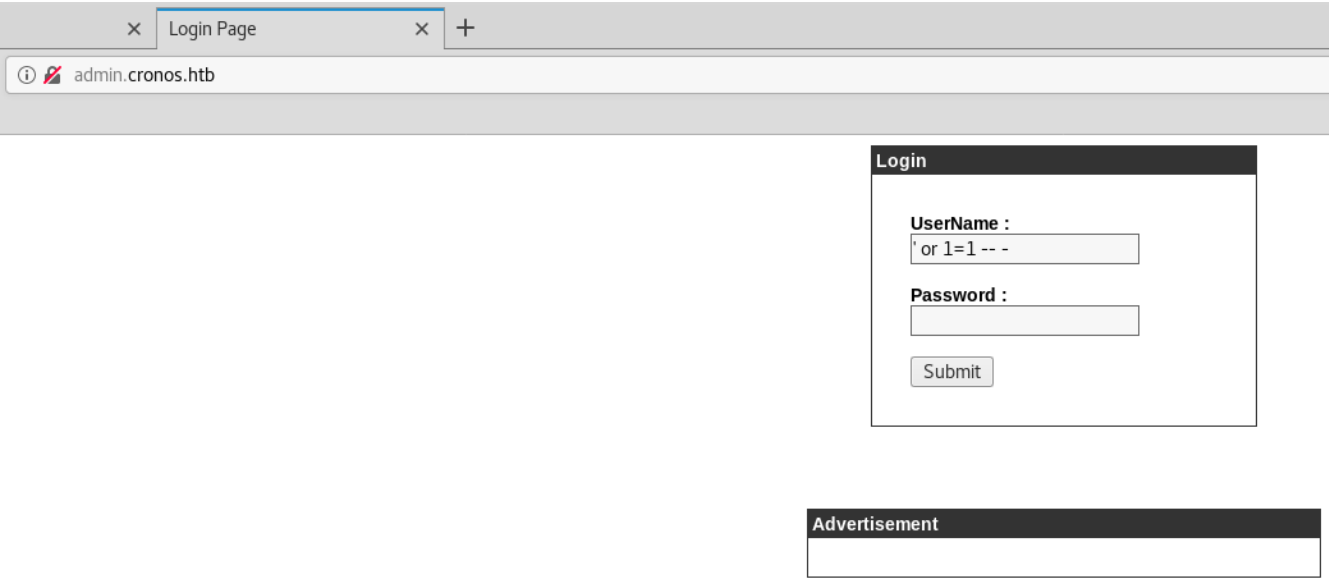 Login Page
admin.cronos.htb
Login
UserName :
' or 1=1 -- -
Password :
Submit
Advertisement